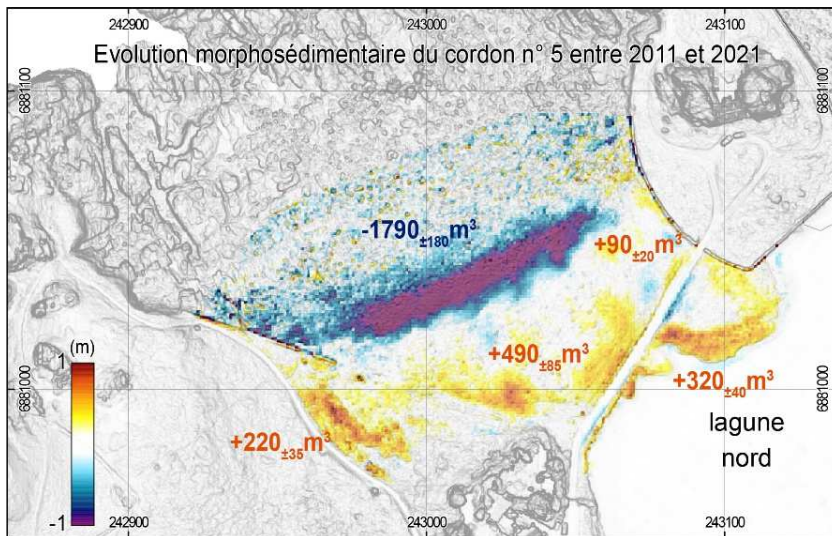 242900
243000
243100
Evolution morphosédimentaire du cordon n° 5 entre 2011 et 2021
6881100
6881100
-1790±180m³
+90±20m³
+490±85m³
(m)
1
+320±40m³
6881000
6881000
lagune
nord
+220±35m³
-1
242900
243000
243100